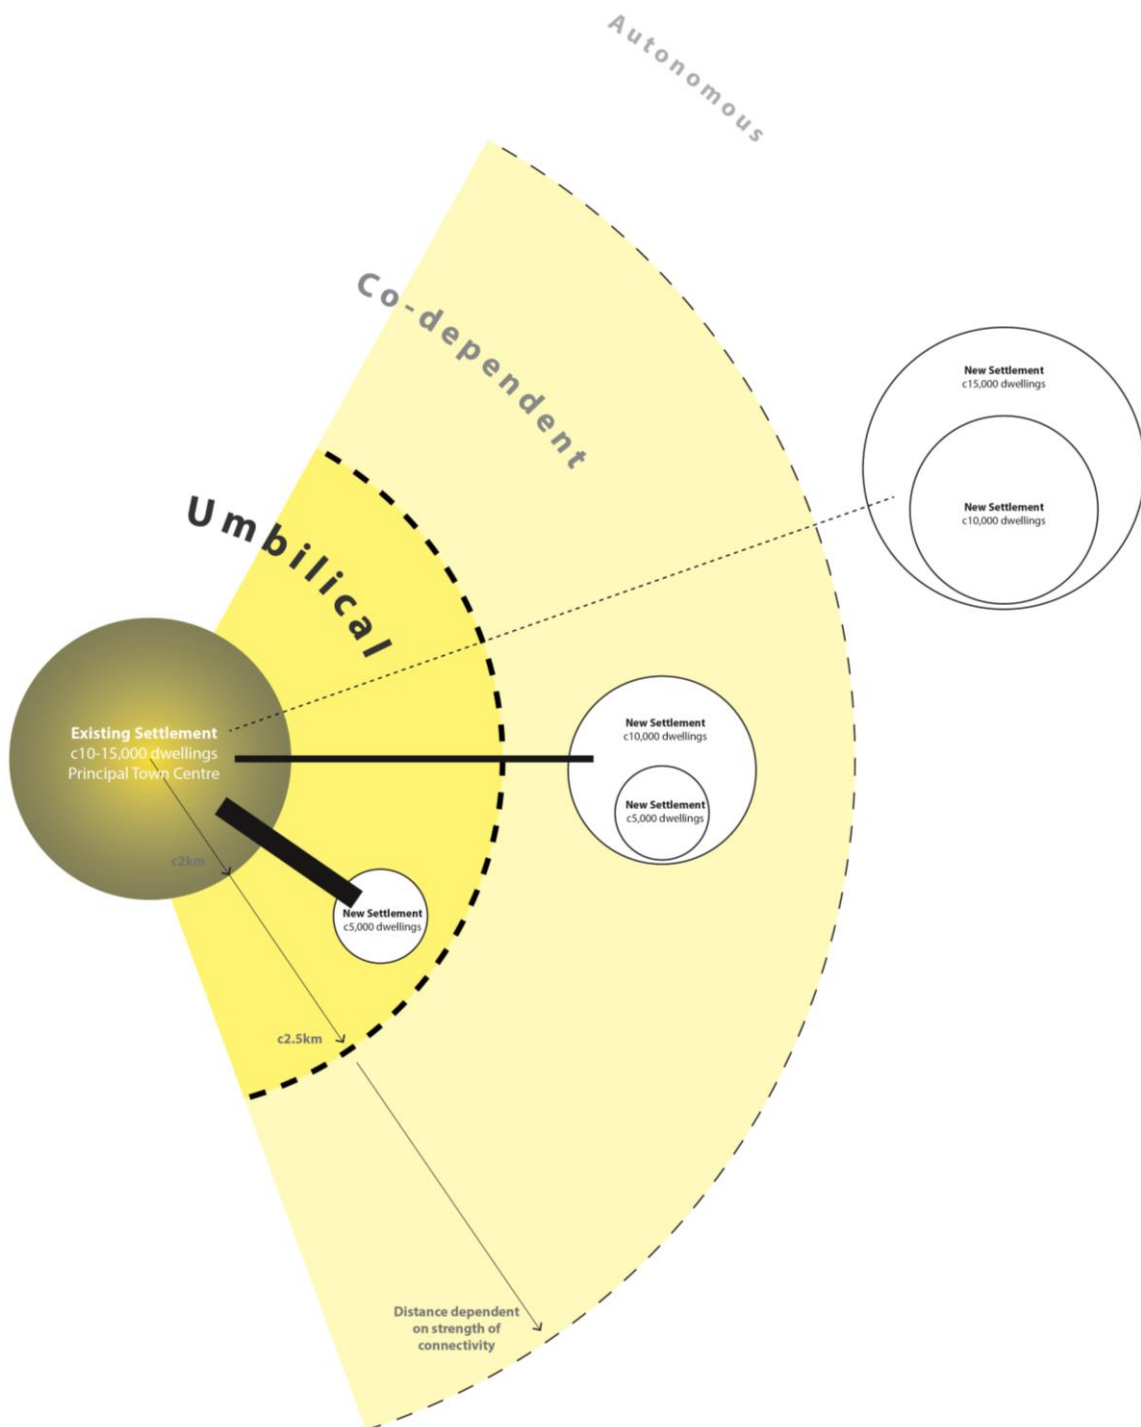 Autonomous
Co-dependent
Umbilical
New Settlement
c15,000 dwellings
New Settlement
c10,000 dwellings
Existing Settlement
c10-15,000 dwellings
Principal Town Centre
New Settlement
c10,000 dwellings
New Settlement
c5,000 dwellings
c2km
New Settlement
c5,000 dwellings
c2.5km
Distance dependent
on strength of
connectivity